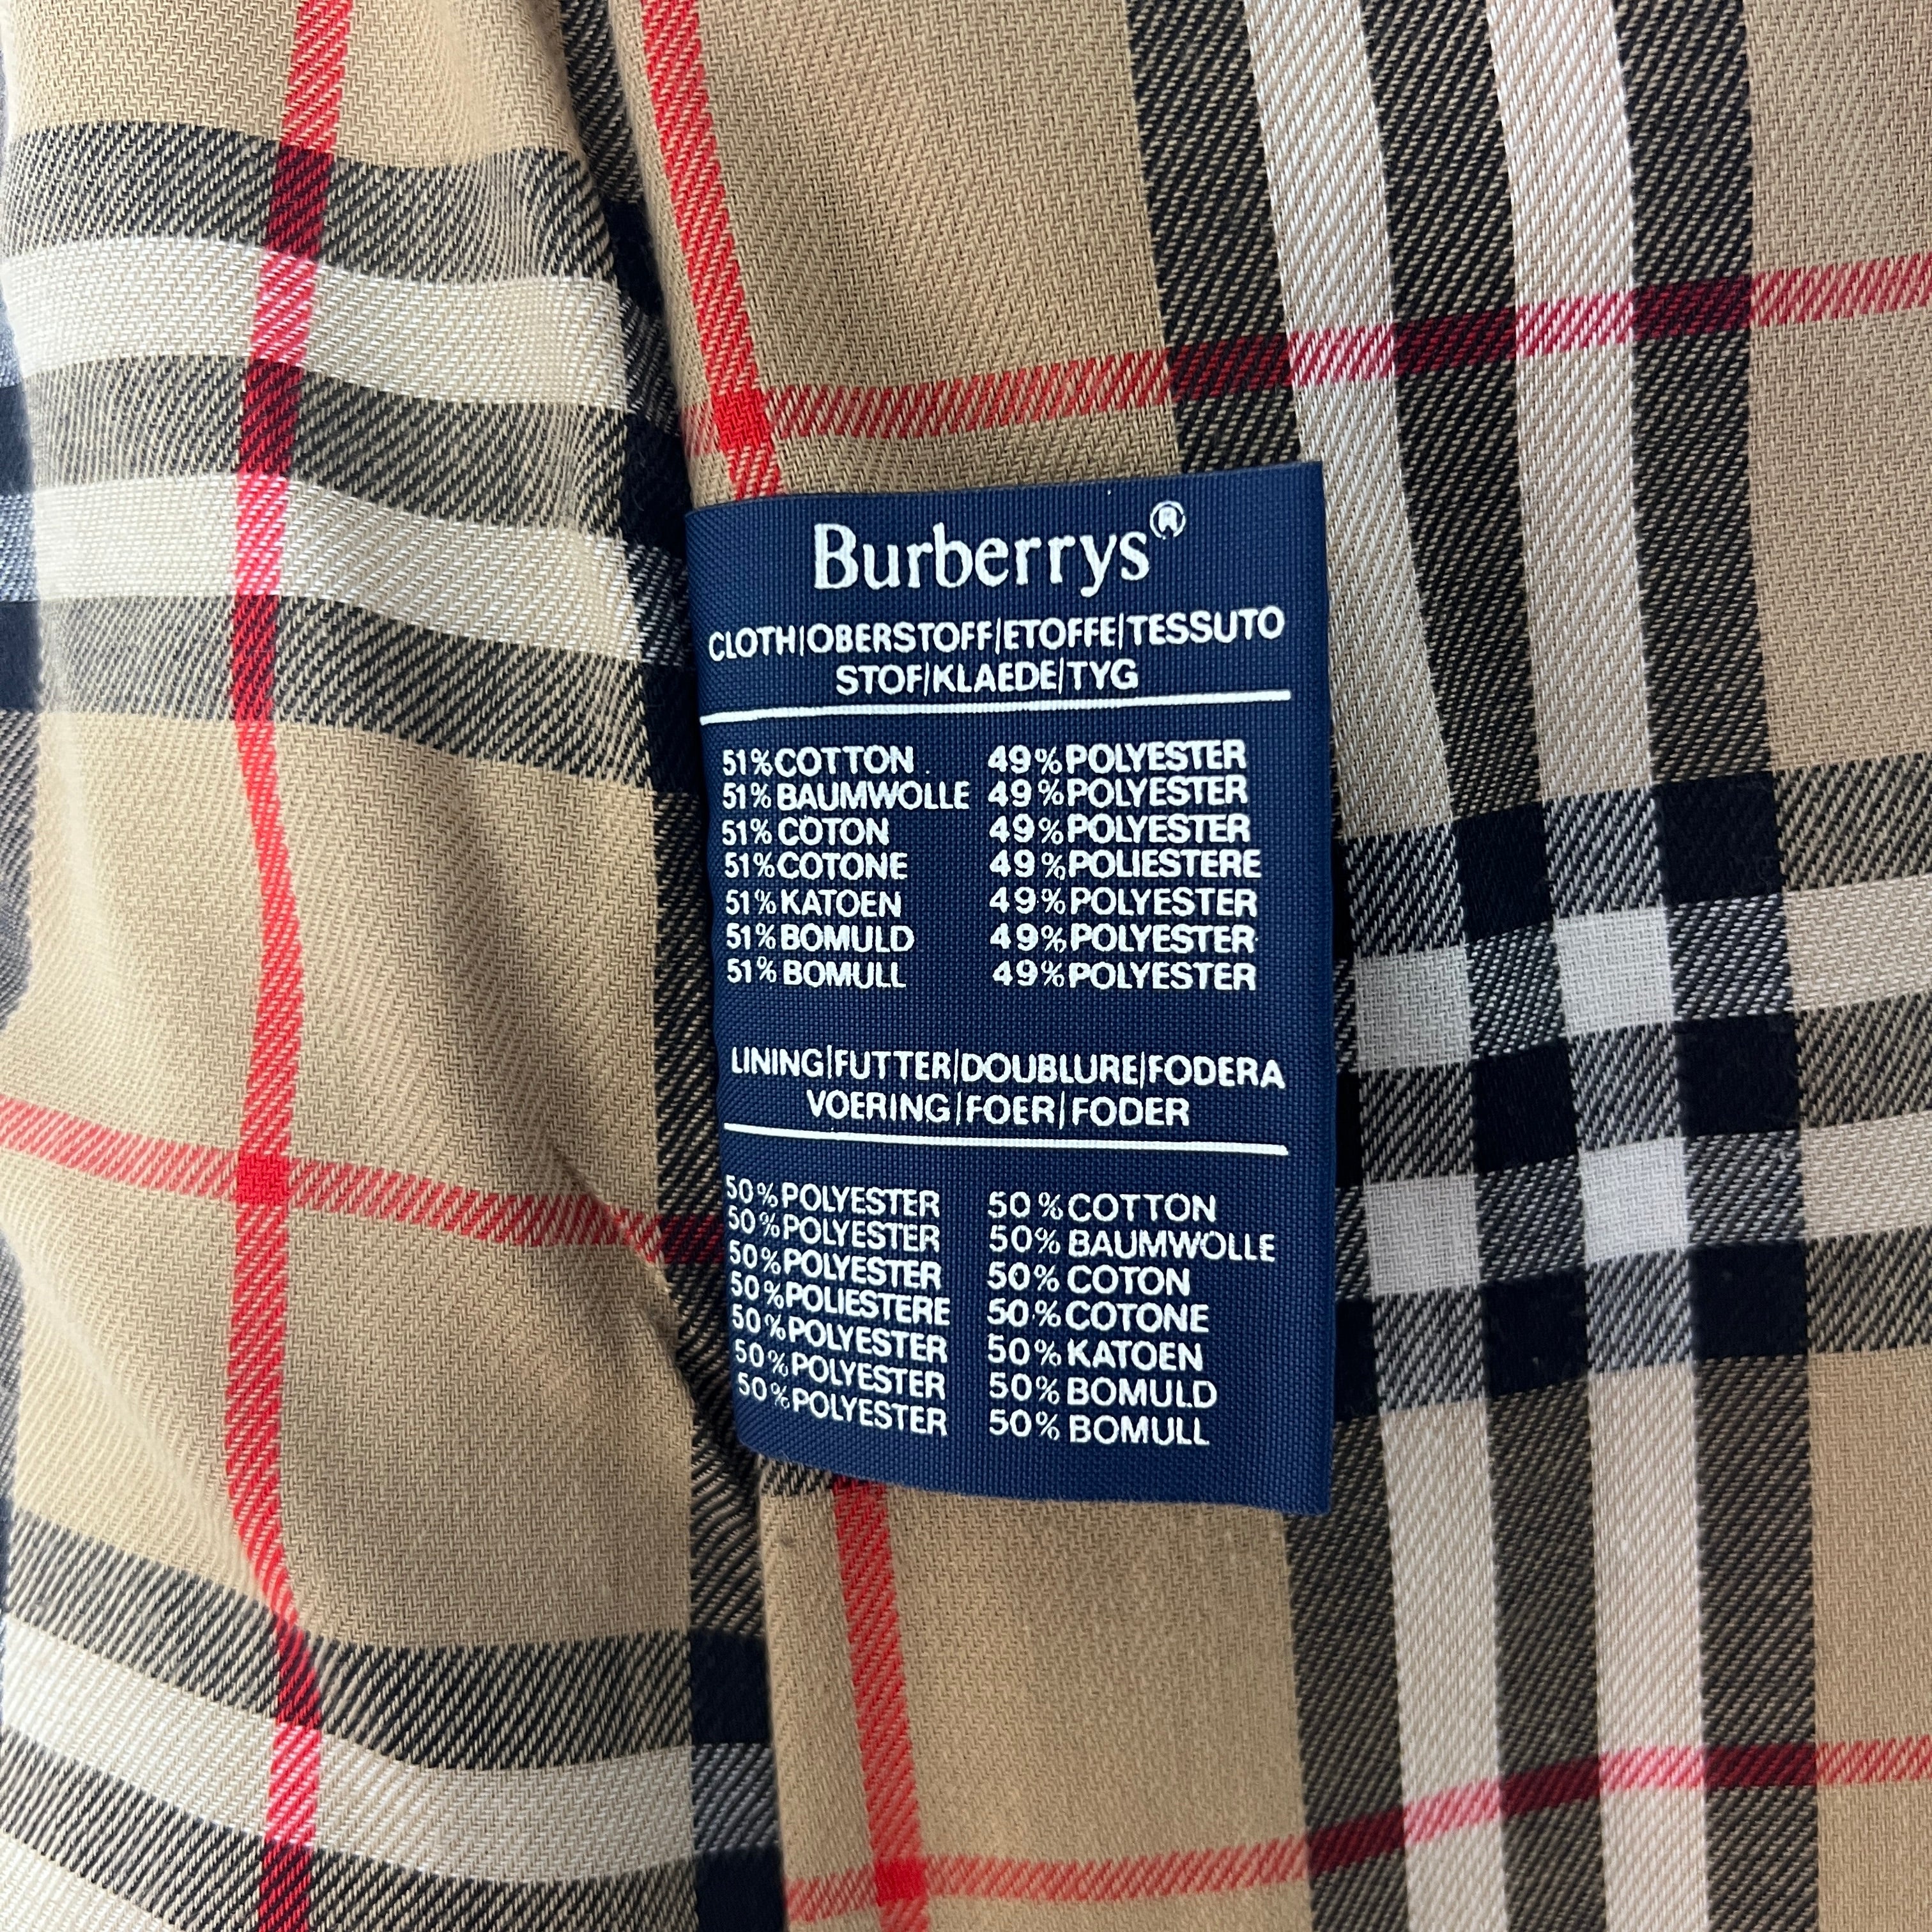 Burberrys®
CLOTH|OBERSTOFF|ETOFFE|TESSUTO
STOF|KLAEDE|TYG
51% COTTON 49% POLYESTER
51% BAUMWOLLE 49% POLYESTER
51% COTON 49% POLYESTER
51% COTONE 49% POLIESTERE
51% KATOEN 49% POLYESTER
51% BOMULD 49% POLYESTER
51% BOMULL 49% POLYESTER
LINING|FUTTER|DOUBLURE|FODERA
VOERING|FOER|FODER
50% POLYESTER 50% COTTON
50% POLYESTER 50% BAUMWOLLE
50% POLYESTER 50% COTON
50% POLIESTERE 50% COTONE
50% POLYESTER 50% KATOEN
50% POLYESTER 50% BOMULD
50% POLYESTER 50% BOMULL